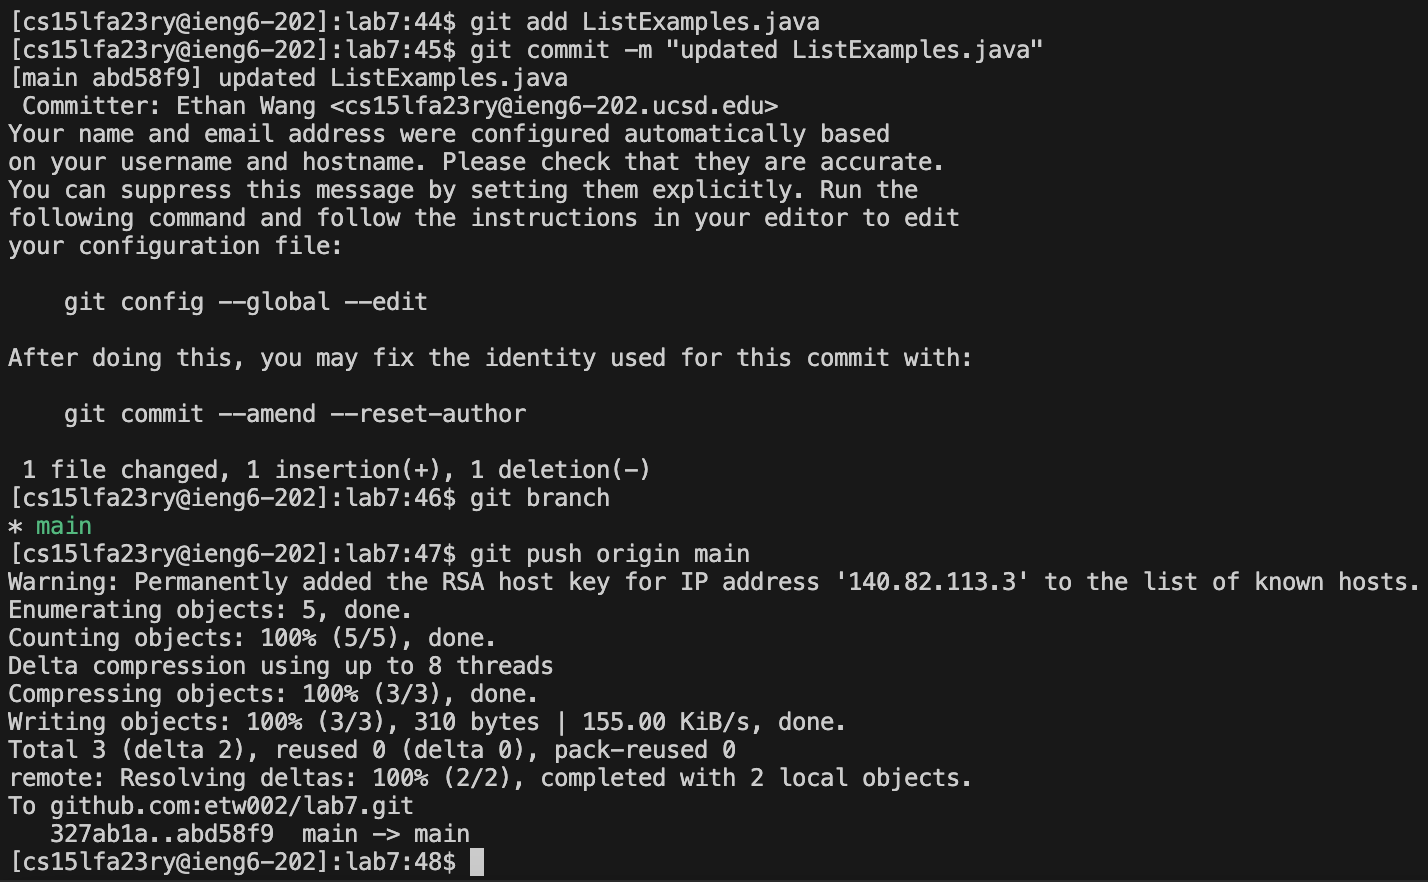 [cs15lfa23ry@ieng6-202]:lab7:44$ git add ListExamples.java
[cs15lfa23ry@ieng6-202]:lab7:45$ git commit -m "updated ListExamples.java"
[main abd58f9] updated ListExamples.java
 Committer: Ethan Wang <cs15lfa23ry@ieng6-202.ucsd.edu>
Your name and email address were configured automatically based
on your username and hostname. Please check that they are accurate.
You can suppress this message by setting them explicitly. Run the
following command and follow the instructions in your editor to edit
your configuration file:

    git config --global --edit

After doing this, you may fix the identity used for this commit with:

    git commit --amend --reset-author

 1 file changed, 1 insertion(+), 1 deletion(-)
[cs15lfa23ry@ieng6-202]:lab7:46$ git branch
* main
[cs15lfa23ry@ieng6-202]:lab7:47$ git push origin main
Warning: Permanently added the RSA host key for IP address '140.82.113.3' to the list of known hosts.
Enumerating objects: 5, done.
Counting objects: 100% (5/5), done.
Delta compression using up to 8 threads
Compressing objects: 100% (3/3), done.
Writing objects: 100% (3/3), 310 bytes | 155.00 KiB/s, done.
Total 3 (delta 2), reused 0 (delta 0), pack-reused 0
remote: Resolving deltas: 100% (2/2), completed with 2 local objects.
To github.com:etw002/lab7.git
   327ab1a..abd58f9  main -> main
[cs15lfa23ry@ieng6-202]:lab7:48$